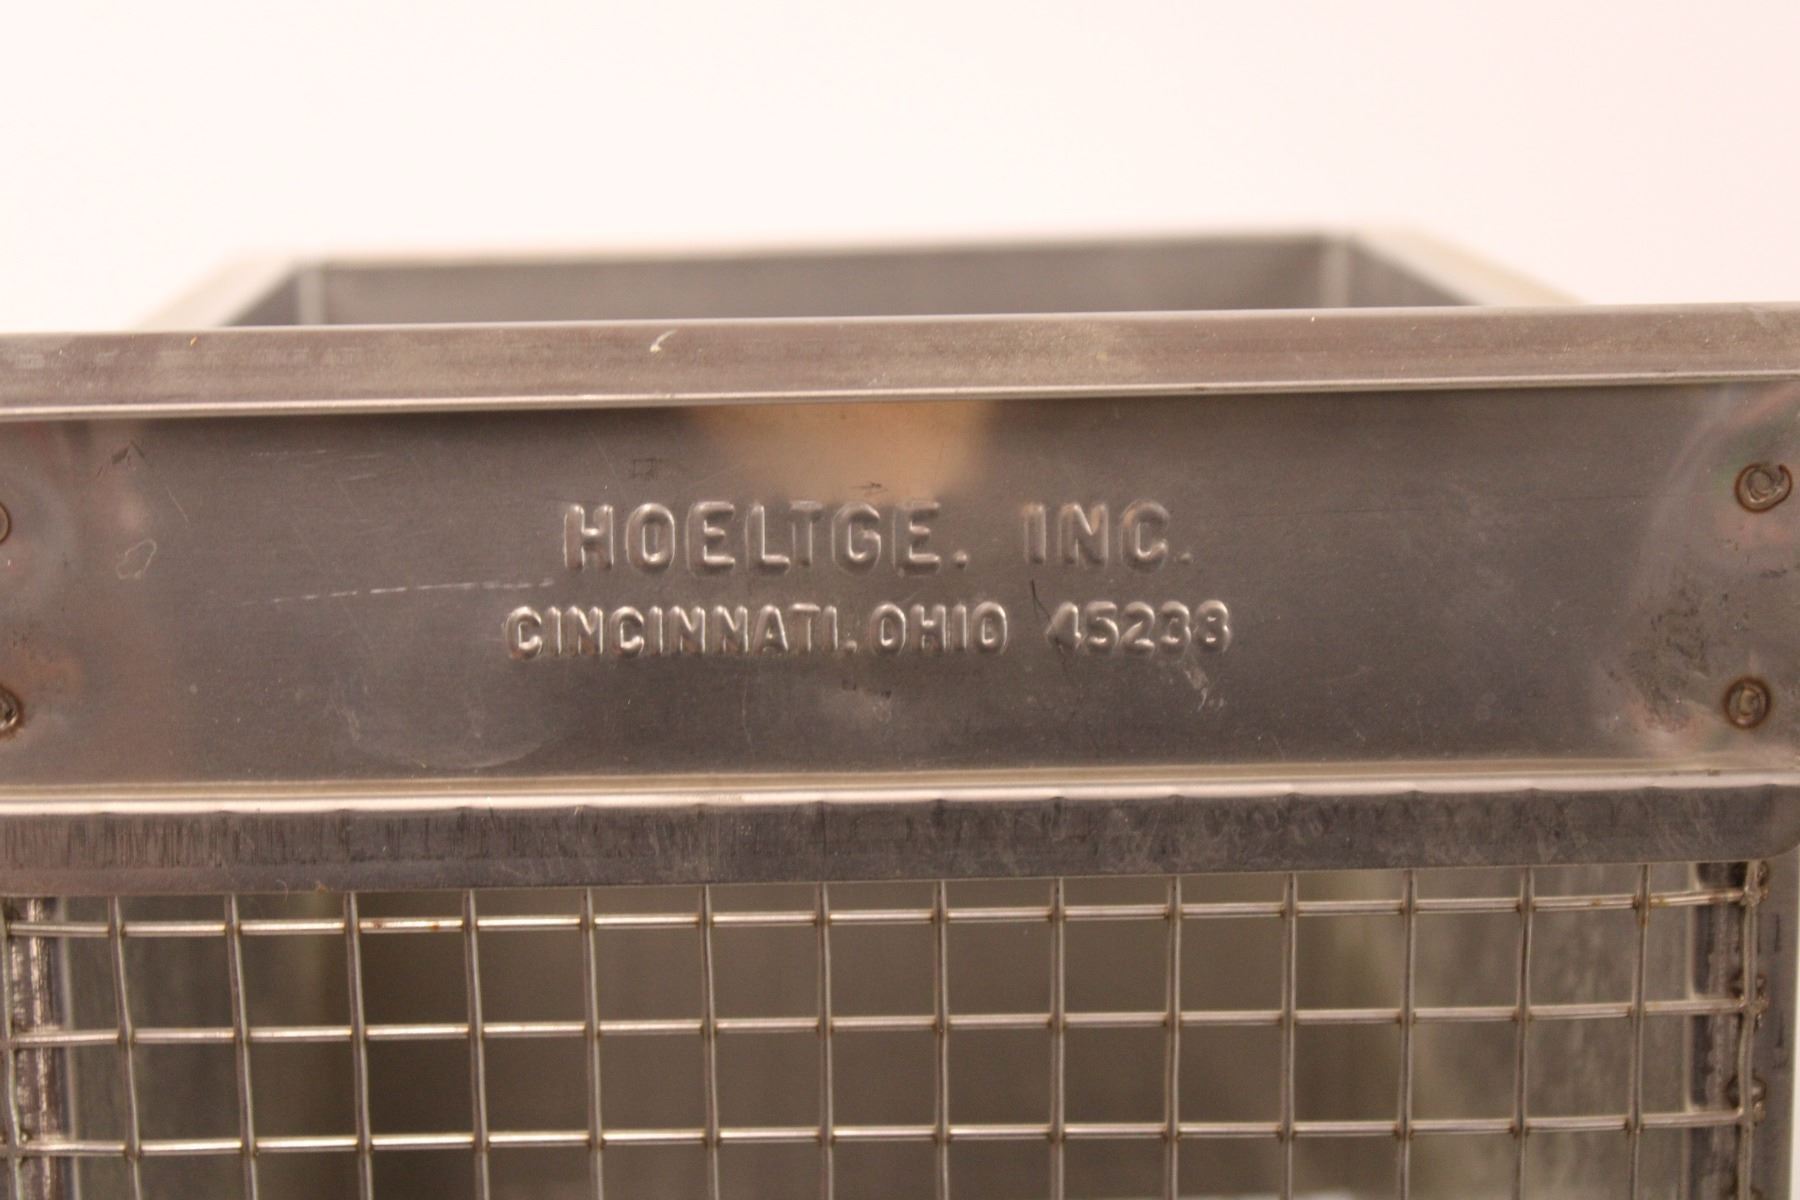 HOELTGE. INC.
CINCINNATI. OHIO 45238